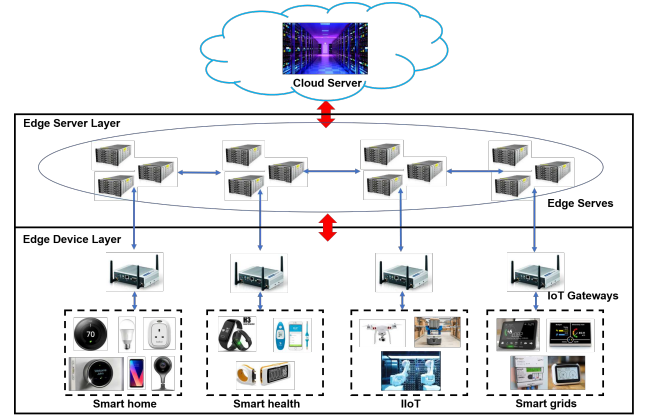 Cloud Server
Edge Server Layer
Edge Serves
Edge Device Layer
IoT Gateways
70
Smart home
Smart health
IIoT
Smart grids